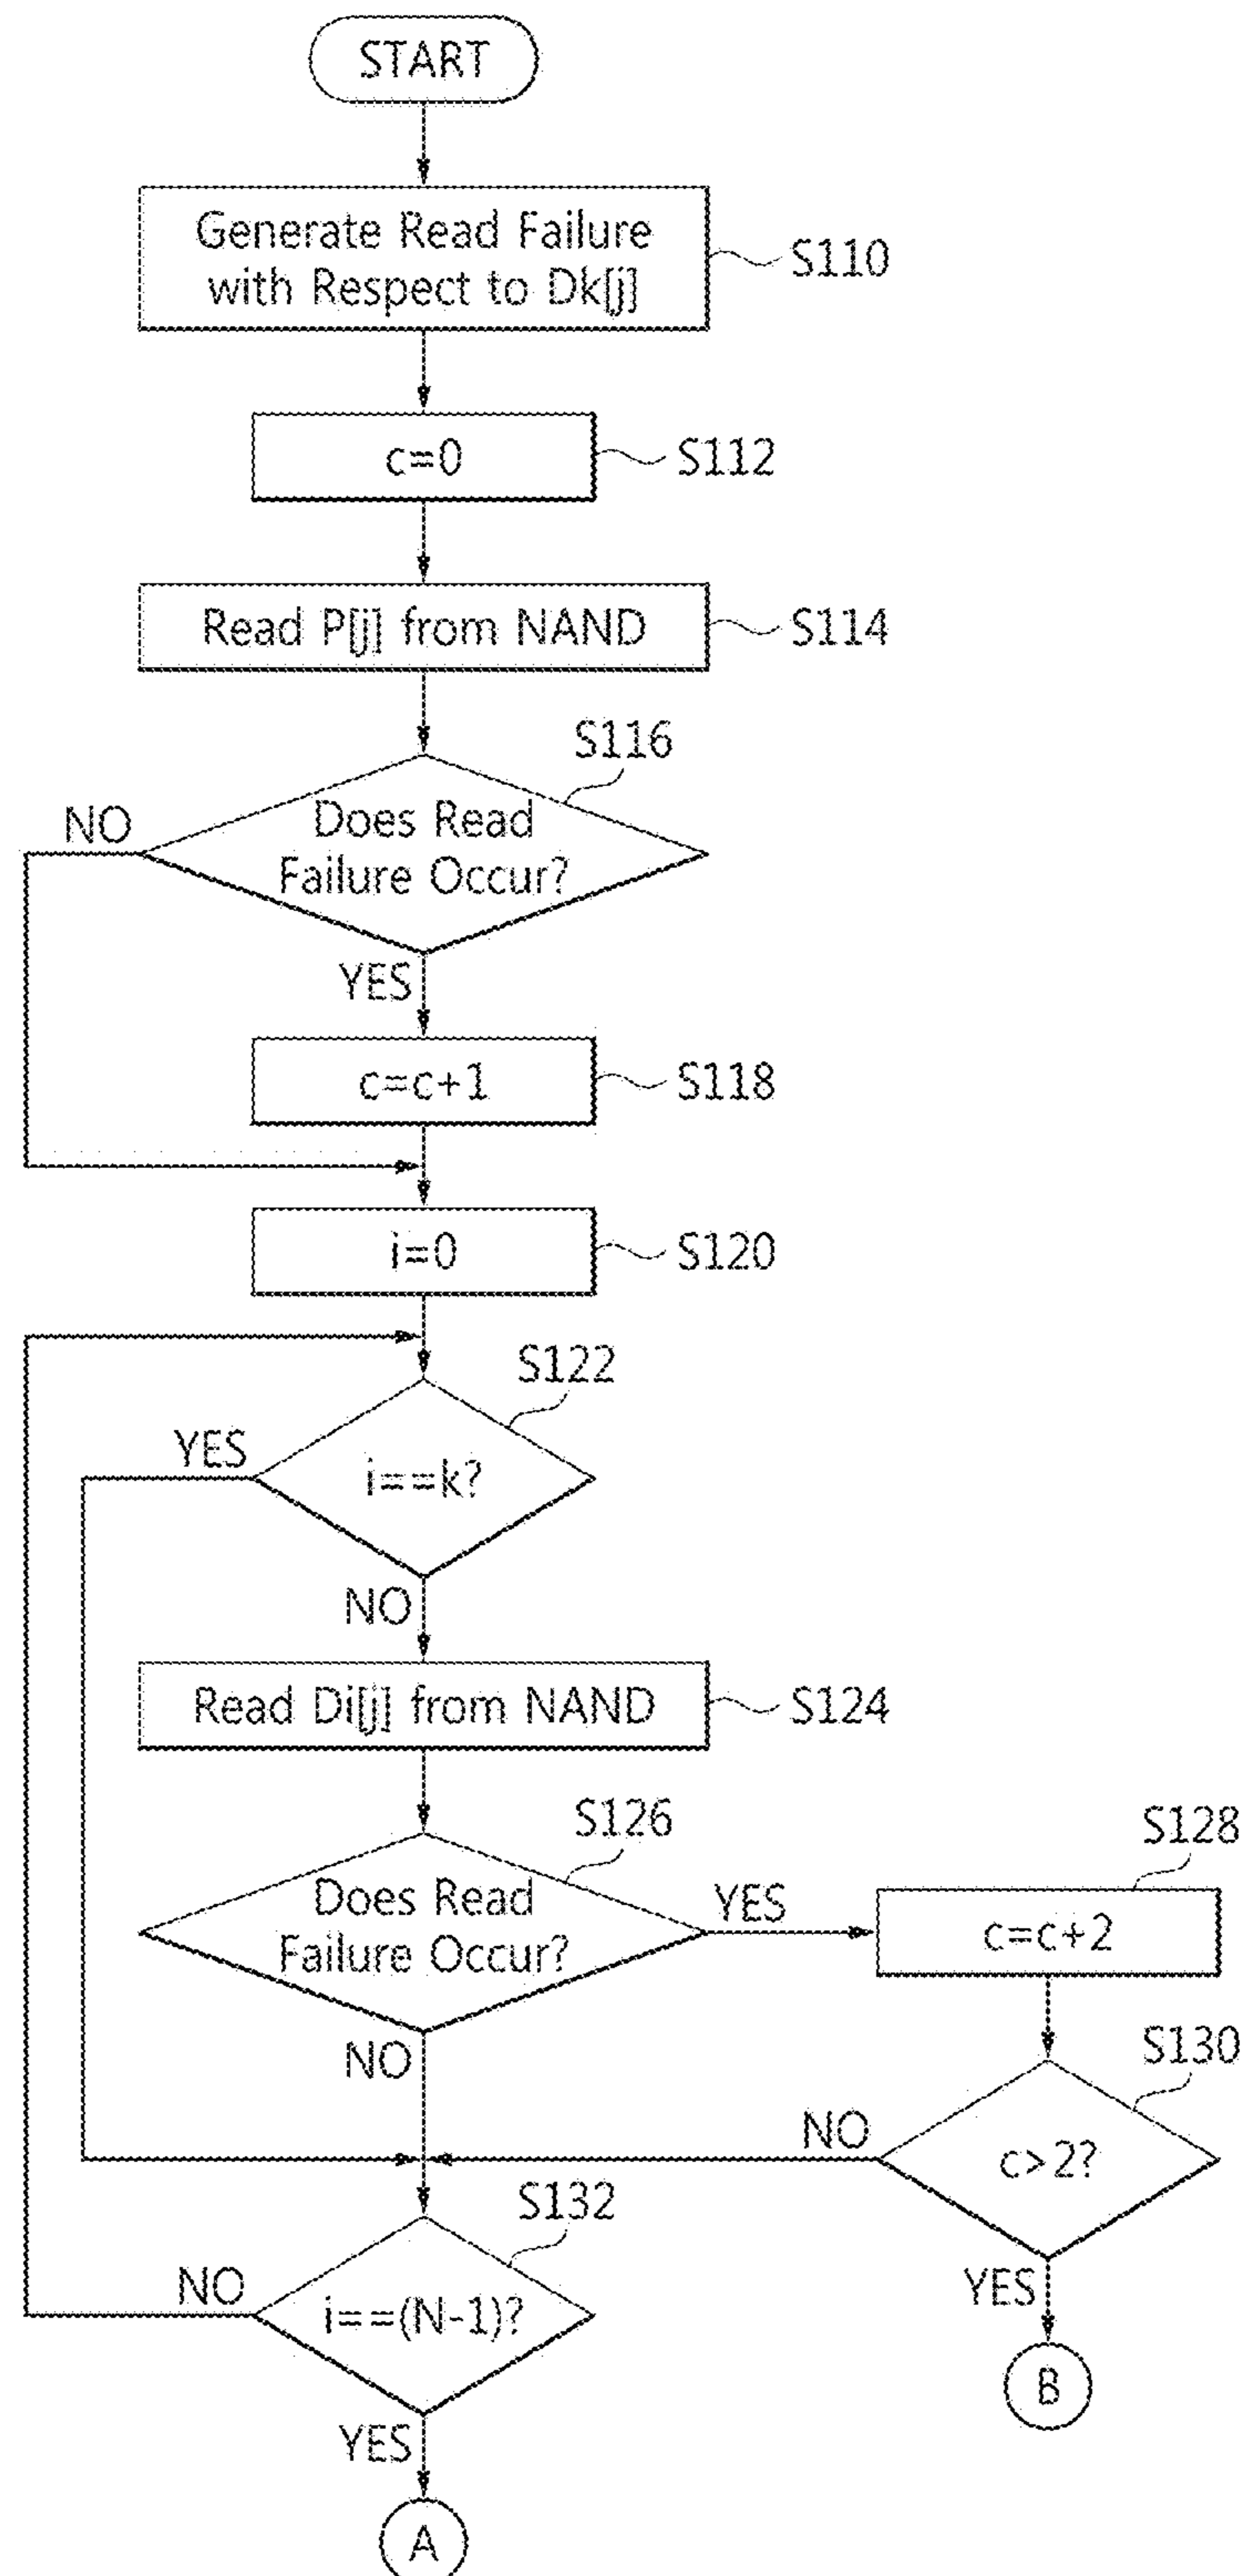 START
Generate Read Failure
with Respect to Dk[j]
S110
c=0
S112
Read P[j] from NAND
S114
S116
NO
Does Read
Failure Occur?
YES
c=c+1
S118
i=0
S120
S122
YES
i==k?
NO
Read Di[j] from NAND
S124
S126
S128
Does Read
Failure Occur?
YES
c=c+2
NO
S130
NO
c>2?
S132
NO
i==(N-1)?
YES
B
YES
A